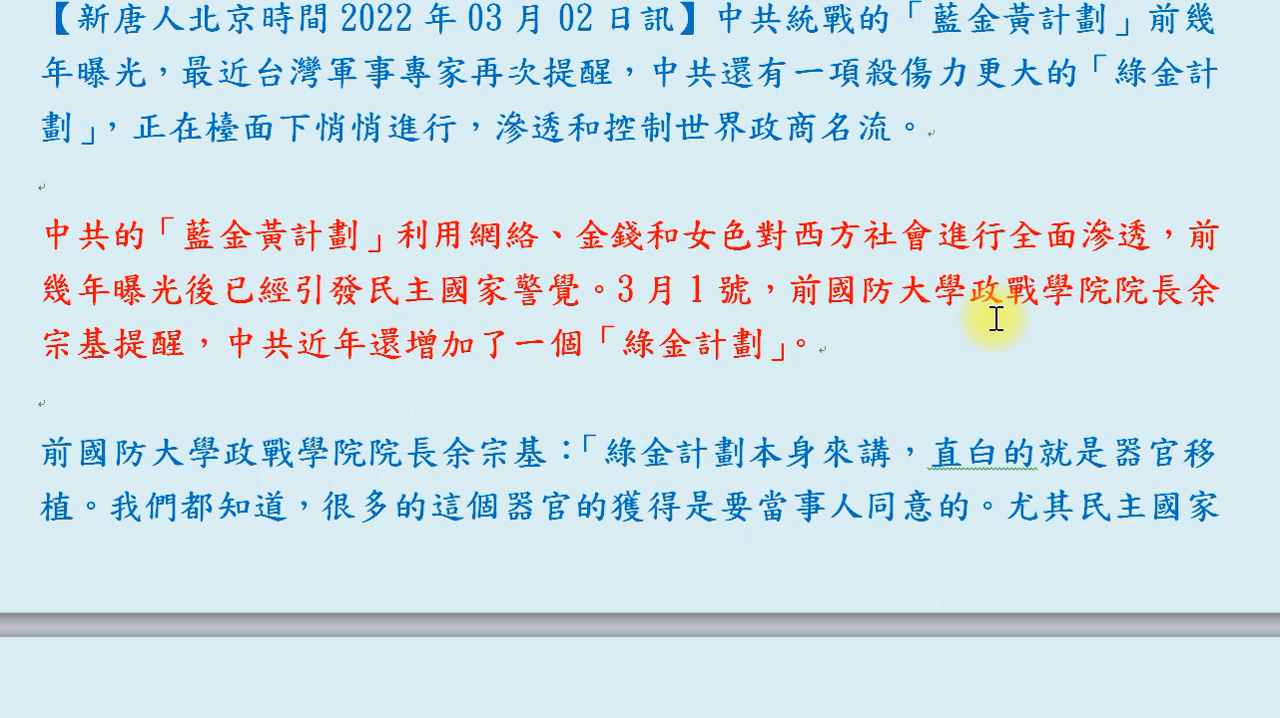 【新唐人北京時間 2022 年 03 月 02 日訊】中共統戰的「藍金黃計劃」前幾
年曝光，最近台灣軍事專家再次提醒，中共還有一項殺傷力更大的「綠金計
劃」，正在檯面下悄悄進行，滲透和控制世界政商名流。
中共的「藍金黃計劃」利用網絡、金錢和女色對西方社會進行全面滲透，前
幾年曝光後已經引發民主國家警覺。3 月 1 號，前國防大學政戰學院院長余
宗基提醒，中共近年還增加了一個「綠金計劃」。
前國防大學政戰學院院長余宗基：「綠金計劃本身來講，直白的就是器官移
植。我們都知道，很多的這個器官的獲得是要當事人同意的。尤其民主國家